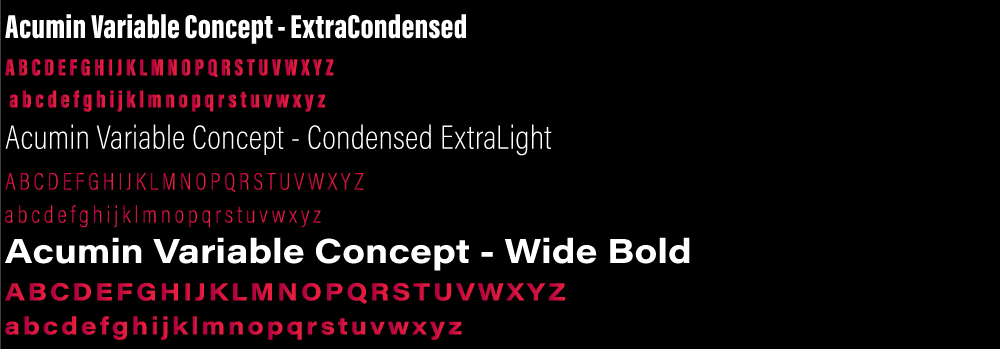 Acumin Variable Concept - ExtraCondensed
A B C D E F G H I J K L M N O P Q R S T U V W X Y Z
a b c d e f g h i j k l m n o p q r s t u v w x y z
Acumin Variable Concept - Condensed ExtraLight
A B C D E F G H I J K L M N O P Q R S T U V W X Y Z
a b c d e f g h i j k l m n o p q r s t u v w x y z
Acumin Variable Concept - Wide Bold
A B C D E F G H I J K L M N O P Q R S T U V W X Y Z
a b c d e f g h i j k l m n o p q r s t u v w x y z